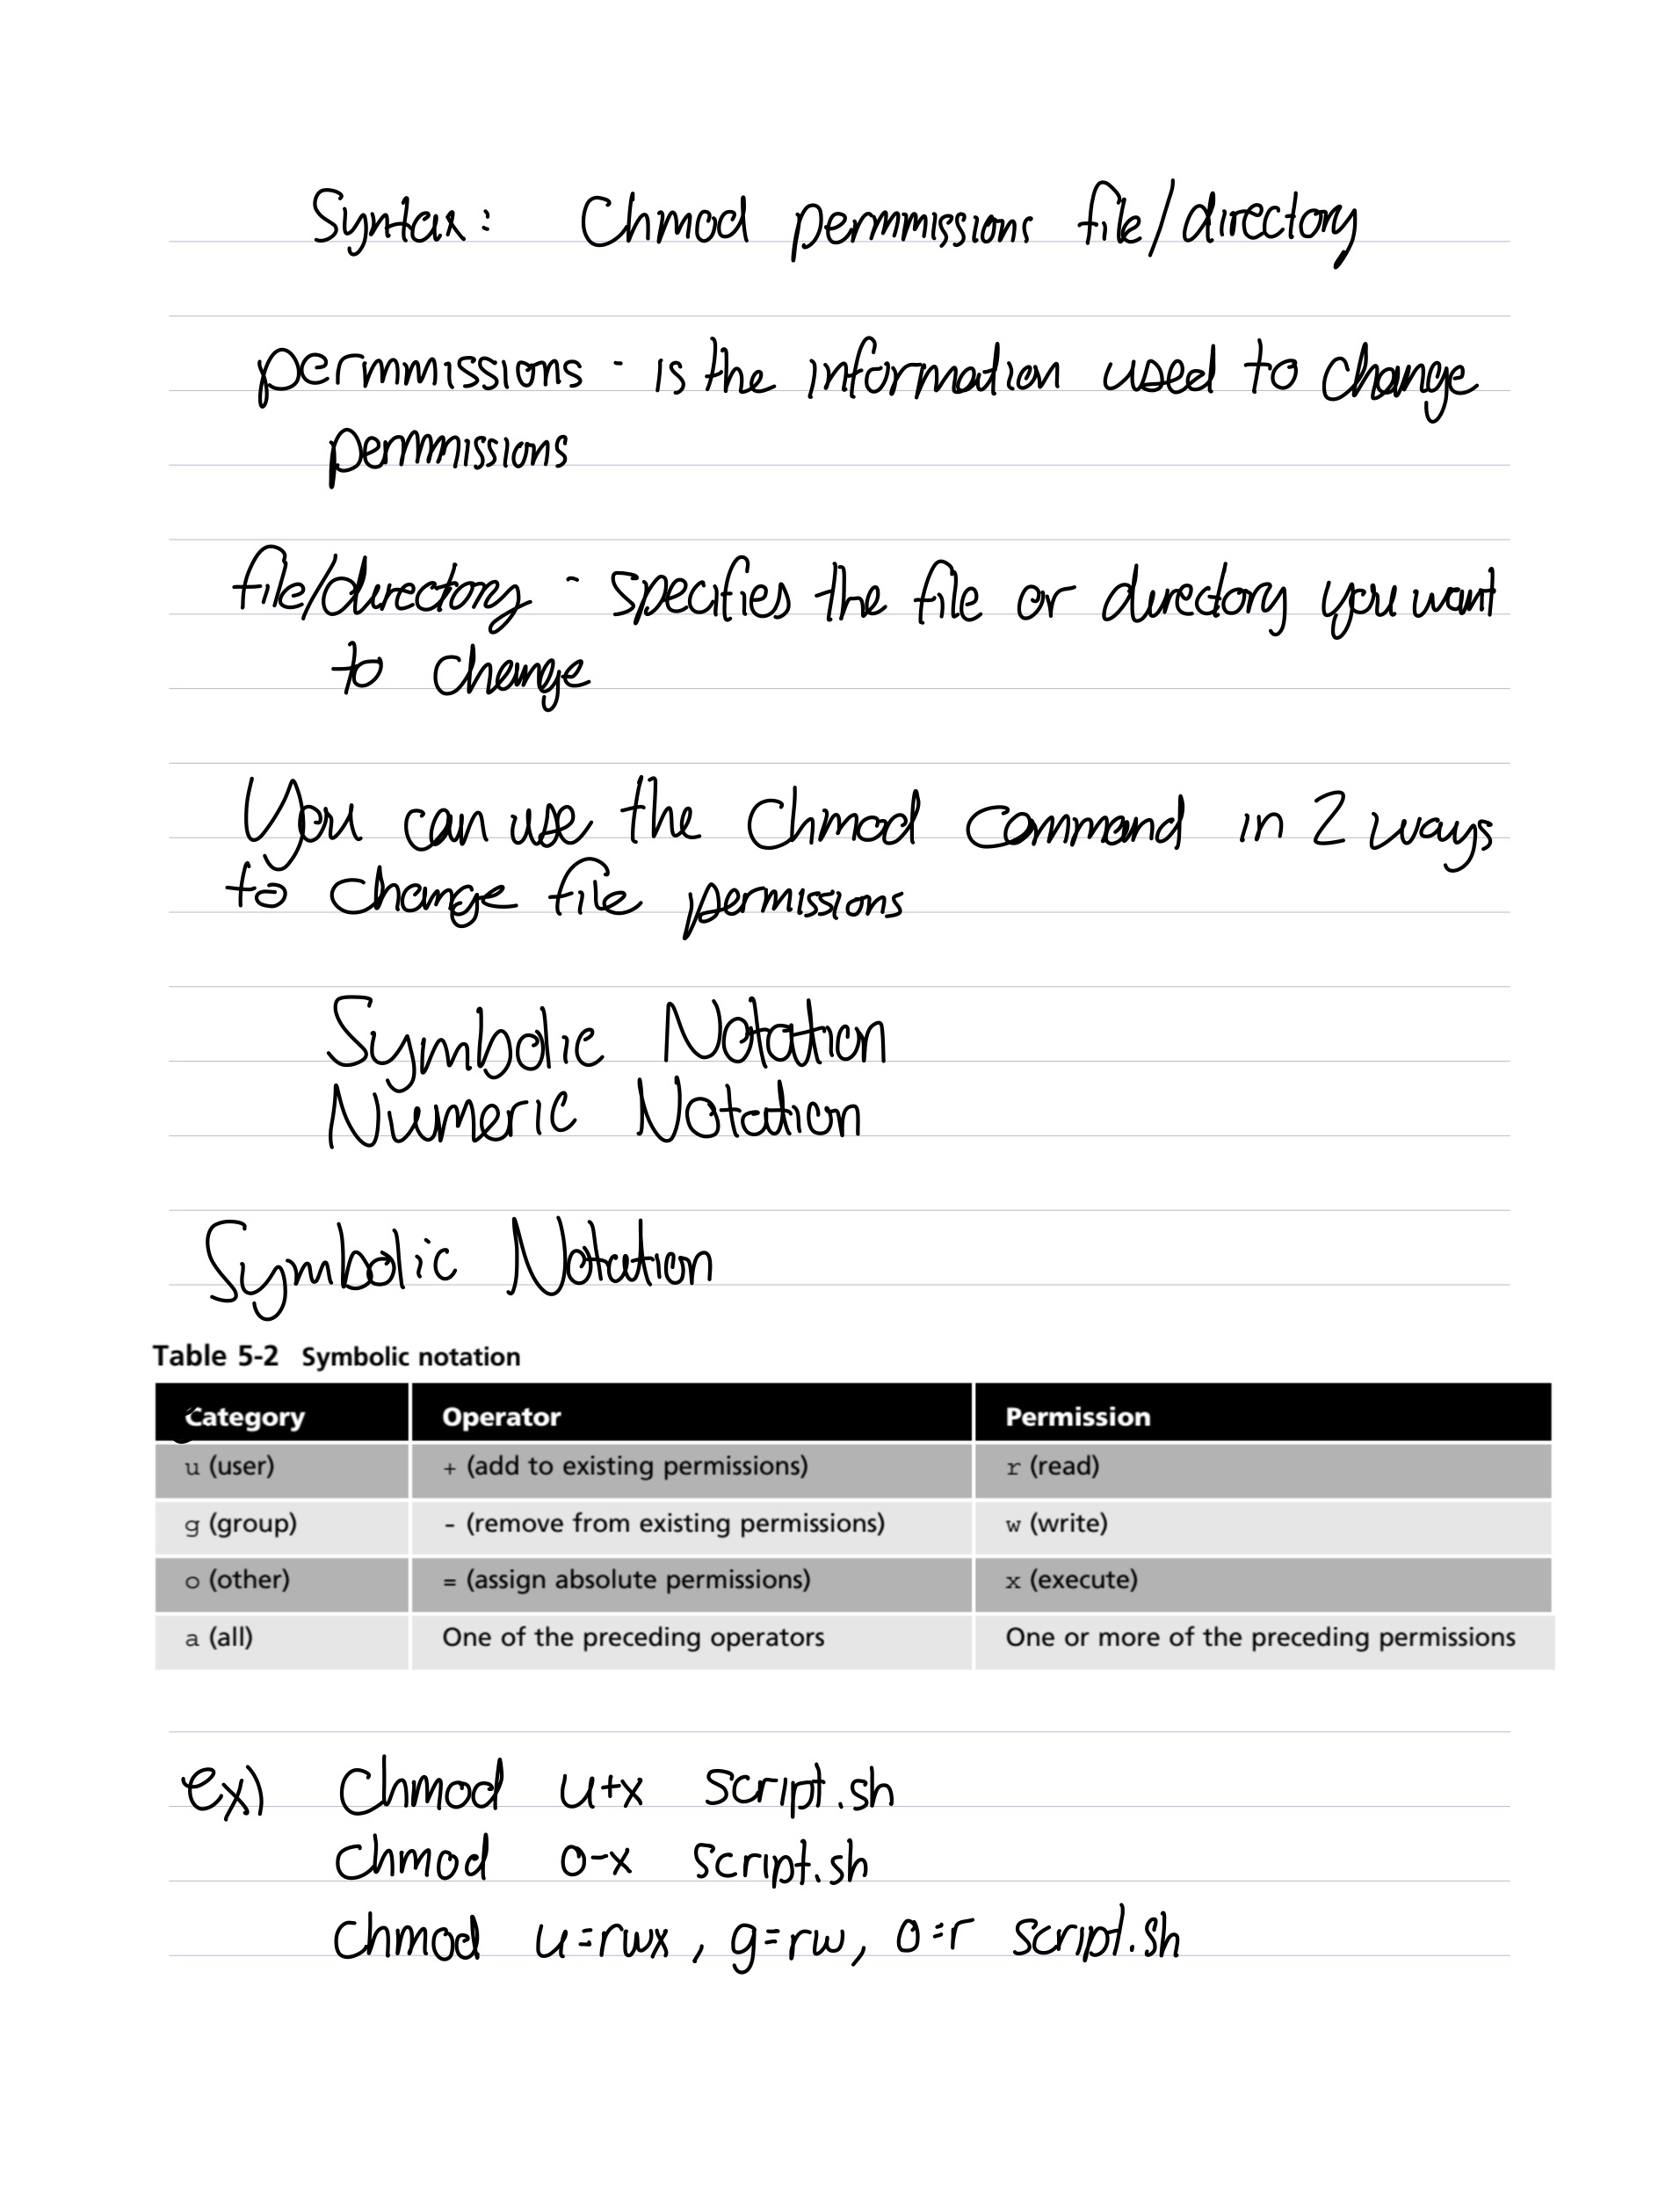 Syntax: Chmod permmissions file/directory
permmissions - is the information used to change
permmissions
file/directory - specifies the file or directory you want
to change
You can use the Chmod Command in 2 ways
to change file permissions
Symbolic Notation
Numeric Notation
Symbolic Notation
Table 5-2 Symbolic notation
Category Operator Permission
u (user) + (add to existing permissions) r (read)
g (group) - (remove from existing permissions) w (write)
o (other) = (assign absolute permissions) x (execute)
a (all) One of the preceding operators One or more of the preceding permissions
ex) Chmod u+x script.sh
chmod o-x script.sh
chmod u=rwx, g=rw, o=r script.sh